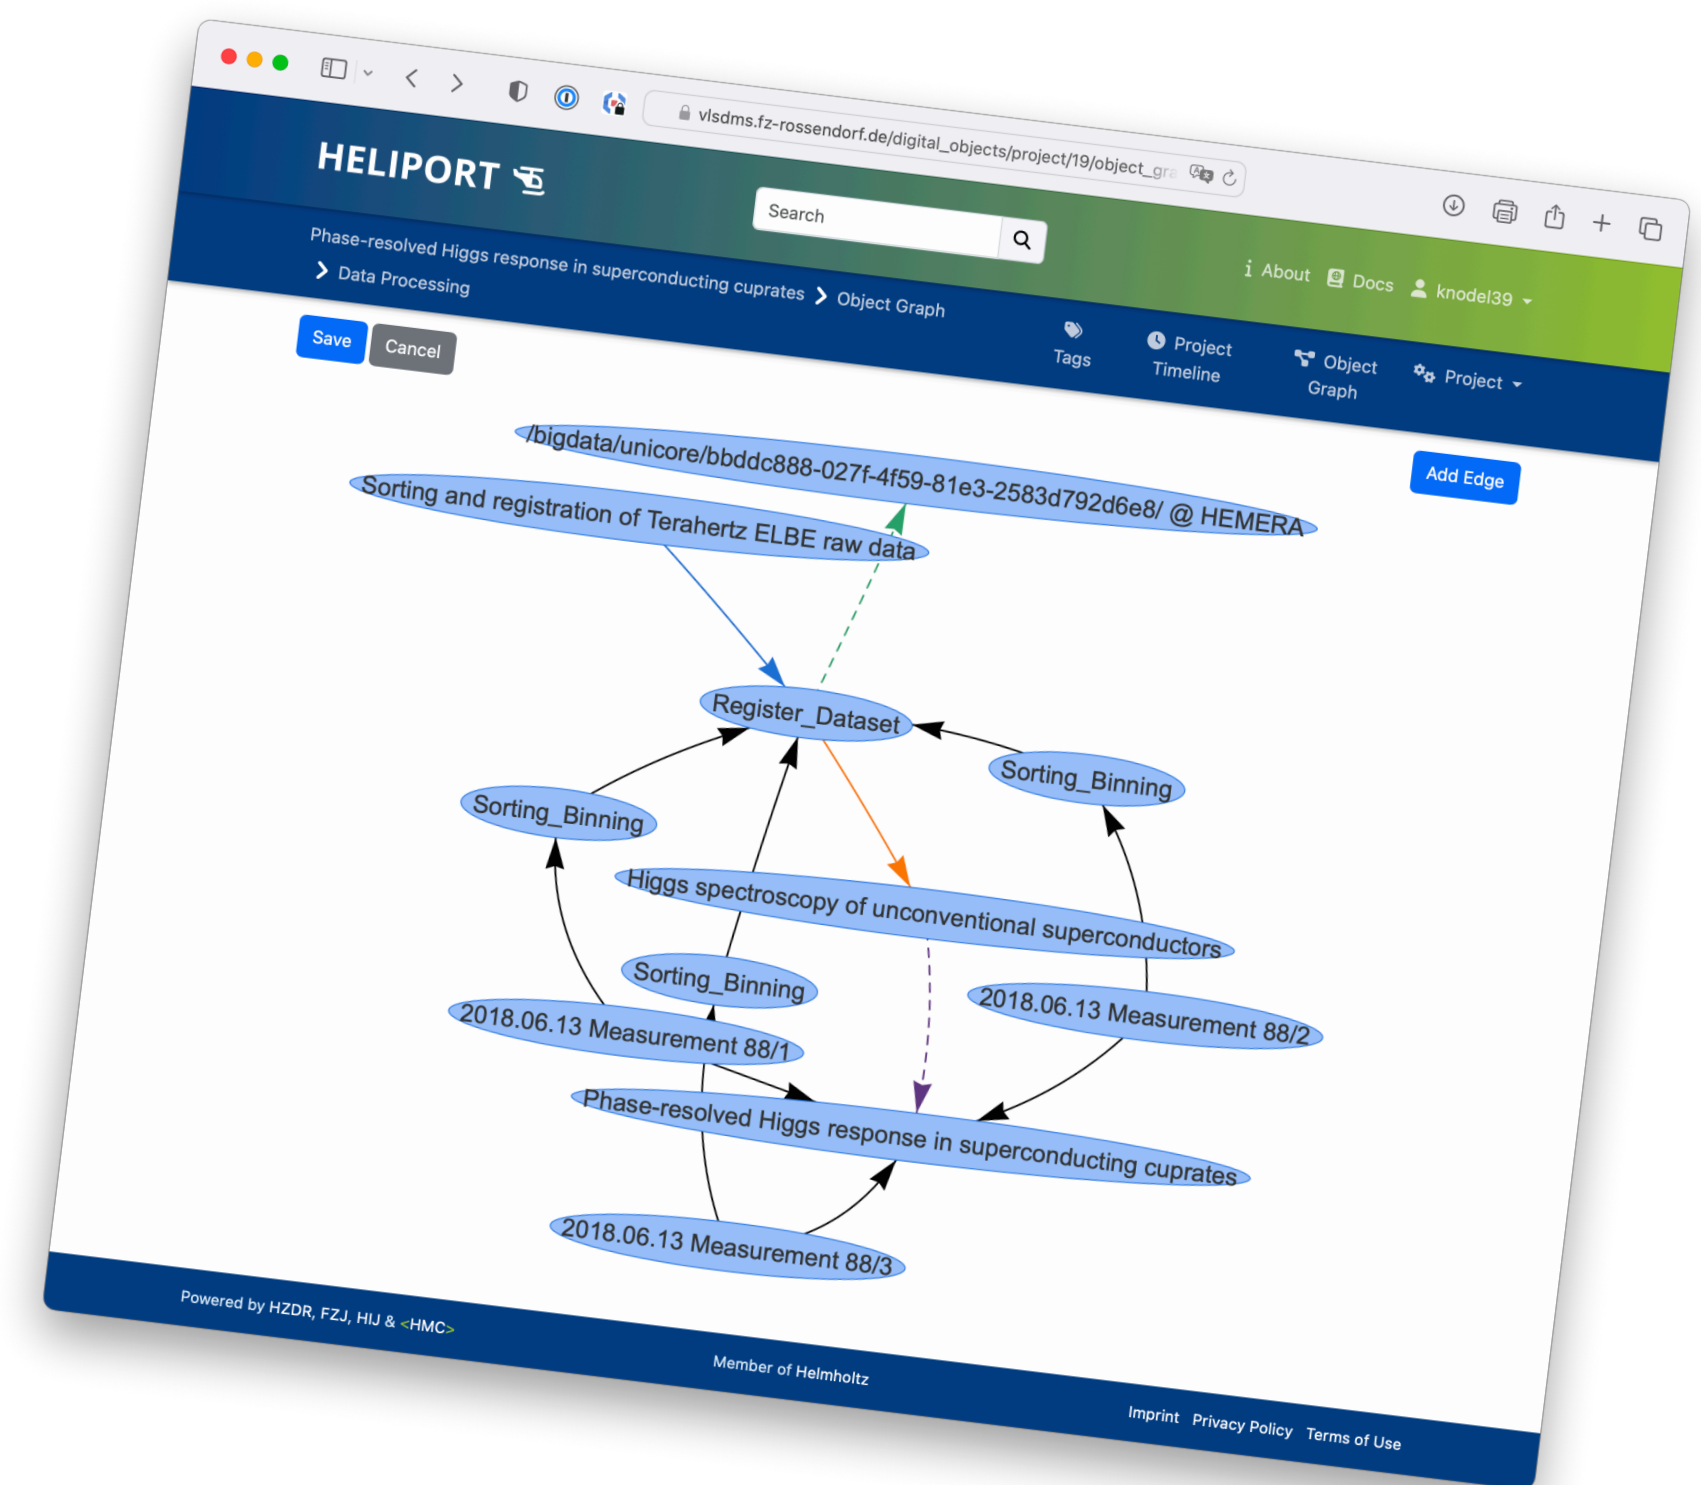 vlsdms.fz-rossendorf.de/digital_objects/project/19/object_gra
HELIPORT
Search
About
Docs
knodel39
Phase-resolved Higgs response in superconducting cuprates
Object Graph
Data Processing
Tags
Project
Timeline
Object
Graph
Project
Save
Cancel
Add Edge
/bigdata/unicore/bbddc888-027f-4f59-81e3-2583d792d6e8/ @ HEMERA
Sorting and registration of Terahertz ELBE raw data
Register_Dataset
Sorting_Binning
Sorting_Binning
Higgs spectroscopy of unconventional superconductors
Sorting_Binning
2018.06.13 Measurement 88/2
2018.06.13 Measurement 88/1
Phase-resolved Higgs response in superconducting cuprates
2018.06.13 Measurement 88/3
Powered by HZDR, FZJ, HIJ & <HMC>
Member of Helmholtz
Imprint Privacy Policy Terms of Use